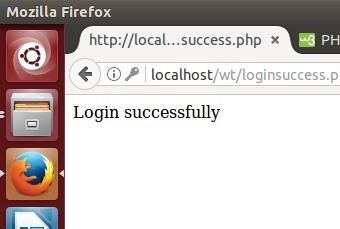 Mozilla Firefox
http://local...success.php
PH
localhost/wt/loginsuccess.p
Login successfully